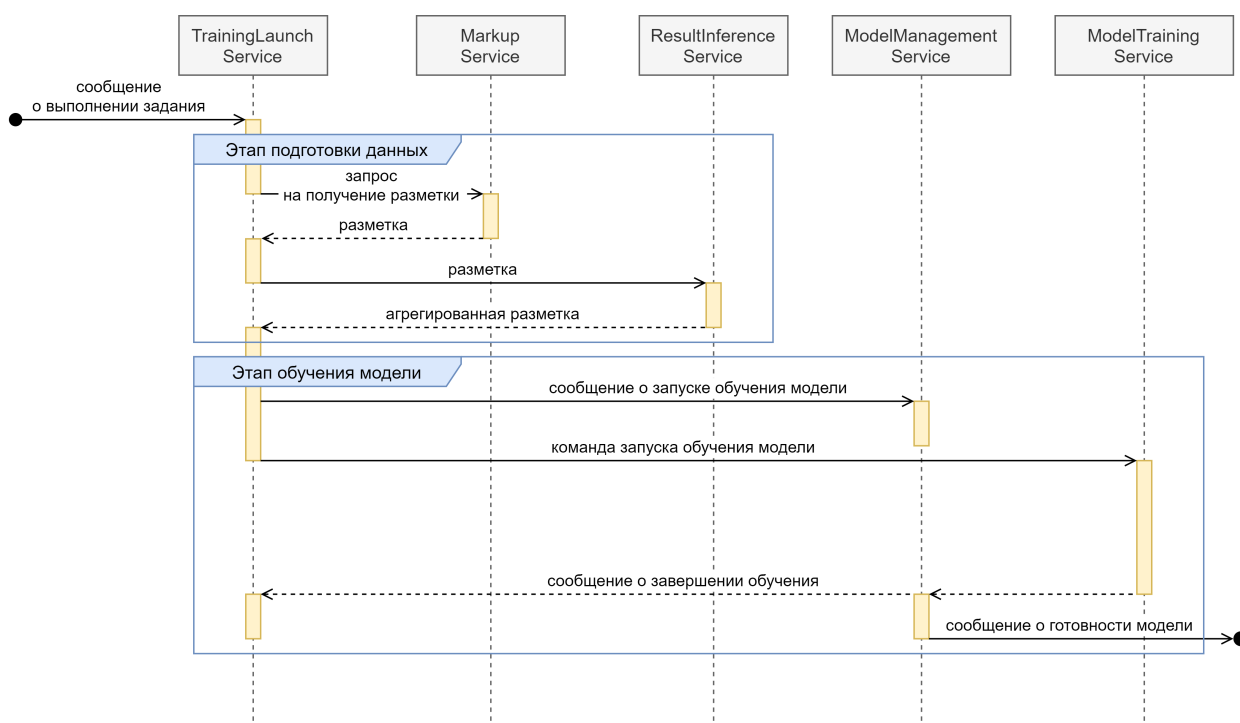 TrainingLaunch
Service
Markup
Service
ResultInference
Service
ModelManagement
Service
ModelTraining
Service
сообщение
о выполнении задания
Этап подготовки данных
запрос
на получение разметки
разметка
разметка
агрегированная разметка
Этап обучения модели
сообщение о запуске обучения модели
команда запуска обучения модели
сообщение о завершении обучения
сообщение о готовности модели